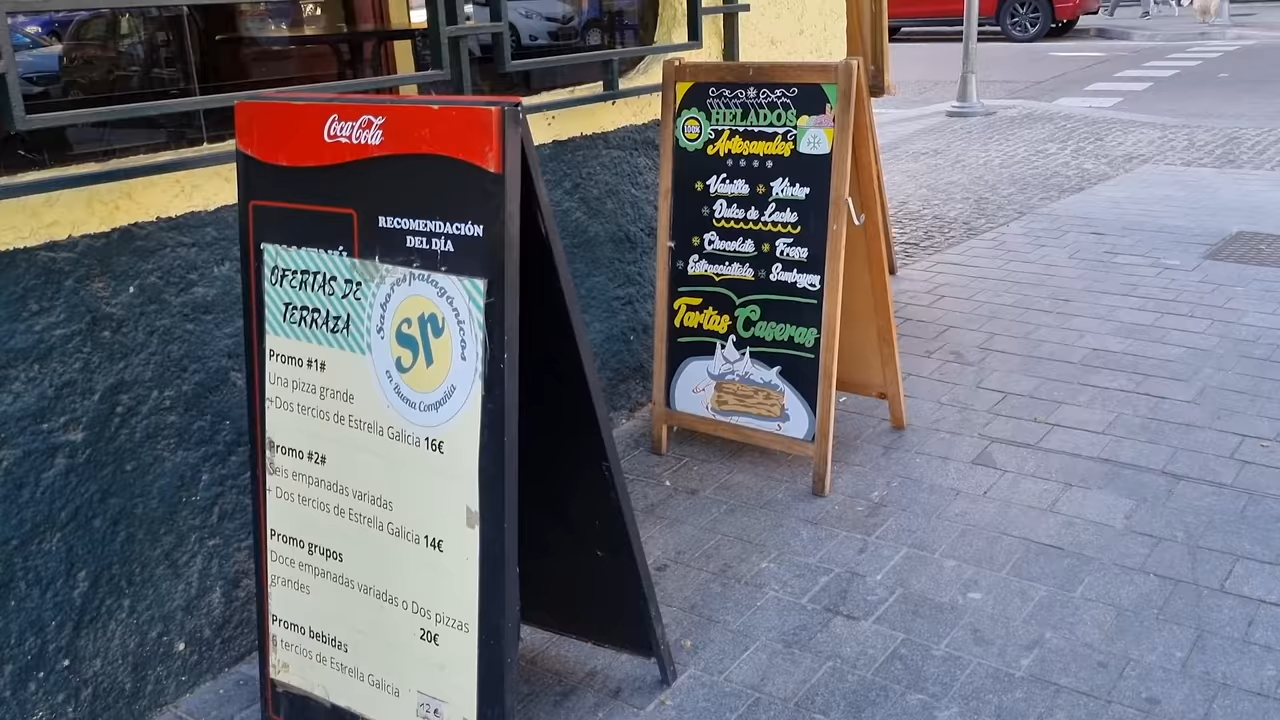 Coca-Cola
RECOMENDACIÓN
DEL DÍA
OFERTAS DE
TERRAZA
Sabores patagónicos
sp
en Buena Compañía
Promo #1#
Una pizza grande
+Dos tercios de Estrella Galicia 16€
Promo #2#
Seis empanadas variadas
+ Dos tercios de Estrella Galicia 14€
Promo grupos
Doce empanadas variadas o Dos pizzas
grandes
20€
Promo bebidas
tercios de Estrella Galicia
12 €
100%
HELADOS
Artesanales
Vainilla Kinder
Dulce de Leche
Chocolate Fresa
Estracciatela Sambayon
Tartas Caseras